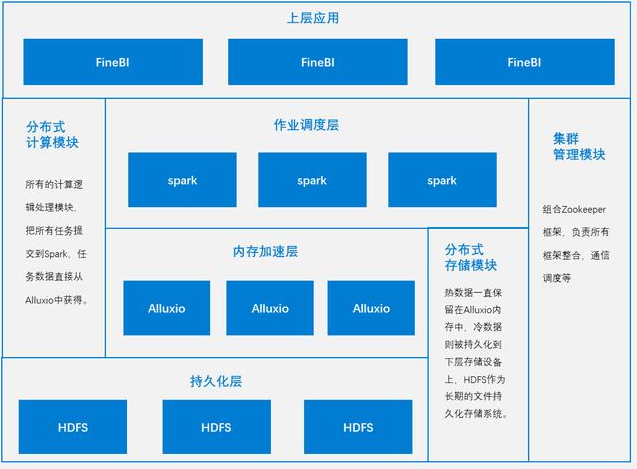 上层应用
FineBI
FineBI
FineBI
分布式
计算模块
所有的计算逻
辑处理模块，
把所有任务提
交到Spark，任
务数据直接从
Alluxio中获得。
作业调度层
spark
spark
spark
内存加速层
Alluxio
Alluxio
Alluxio
分布式
存储模块
热数据一直保
留在Alluxio内
存中，冷数据
则被持久化到
下层存储设备
上，HDFS作为
长期的文件持
久化存储系统。
集群
管理模块
组合Zookeeper
框架，负责所有
框架整合，通信
调度等
持久化层
HDFS
HDFS
HDFS